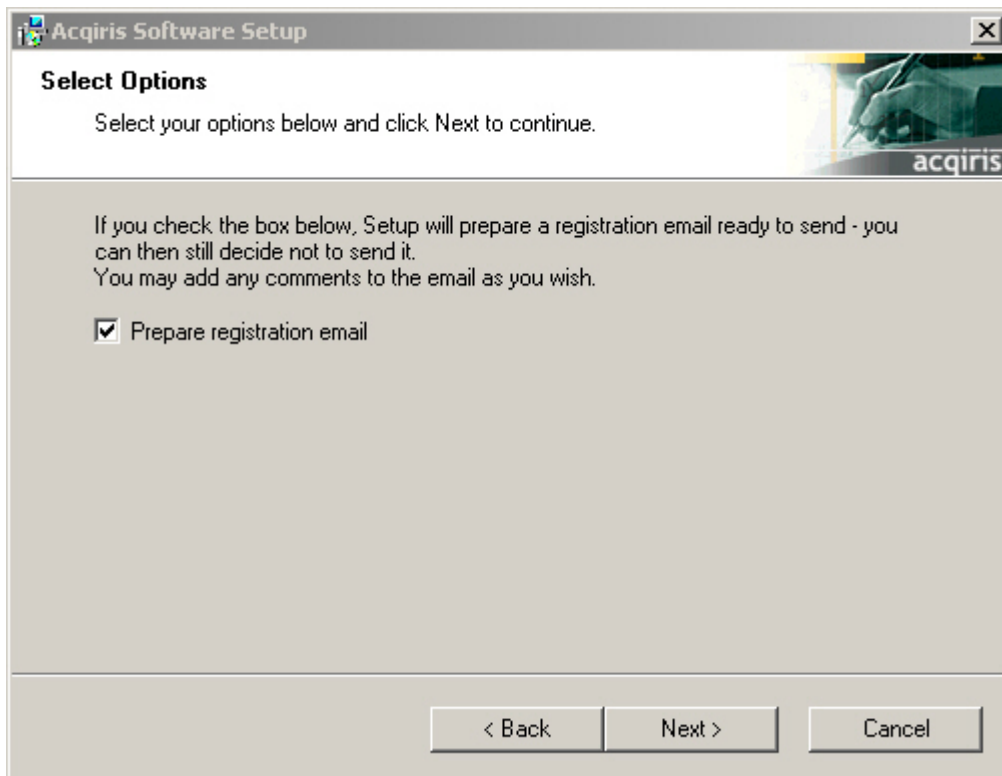 Acqiris Software Setup
Select Options
Select your options below and click Next to continue.
acqiris
If you check the box below, Setup will prepare a registration email ready to send - you
can then still decide not to send it.
You may add any comments to the email as you wish.
Prepare registration email
< Back Next > Cancel